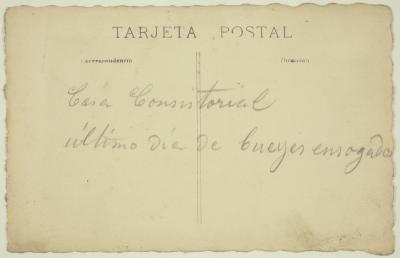 TARJETA POSTAL
Correspondencia Dirección
Casa Consistorial
último día de bueyes ensogados